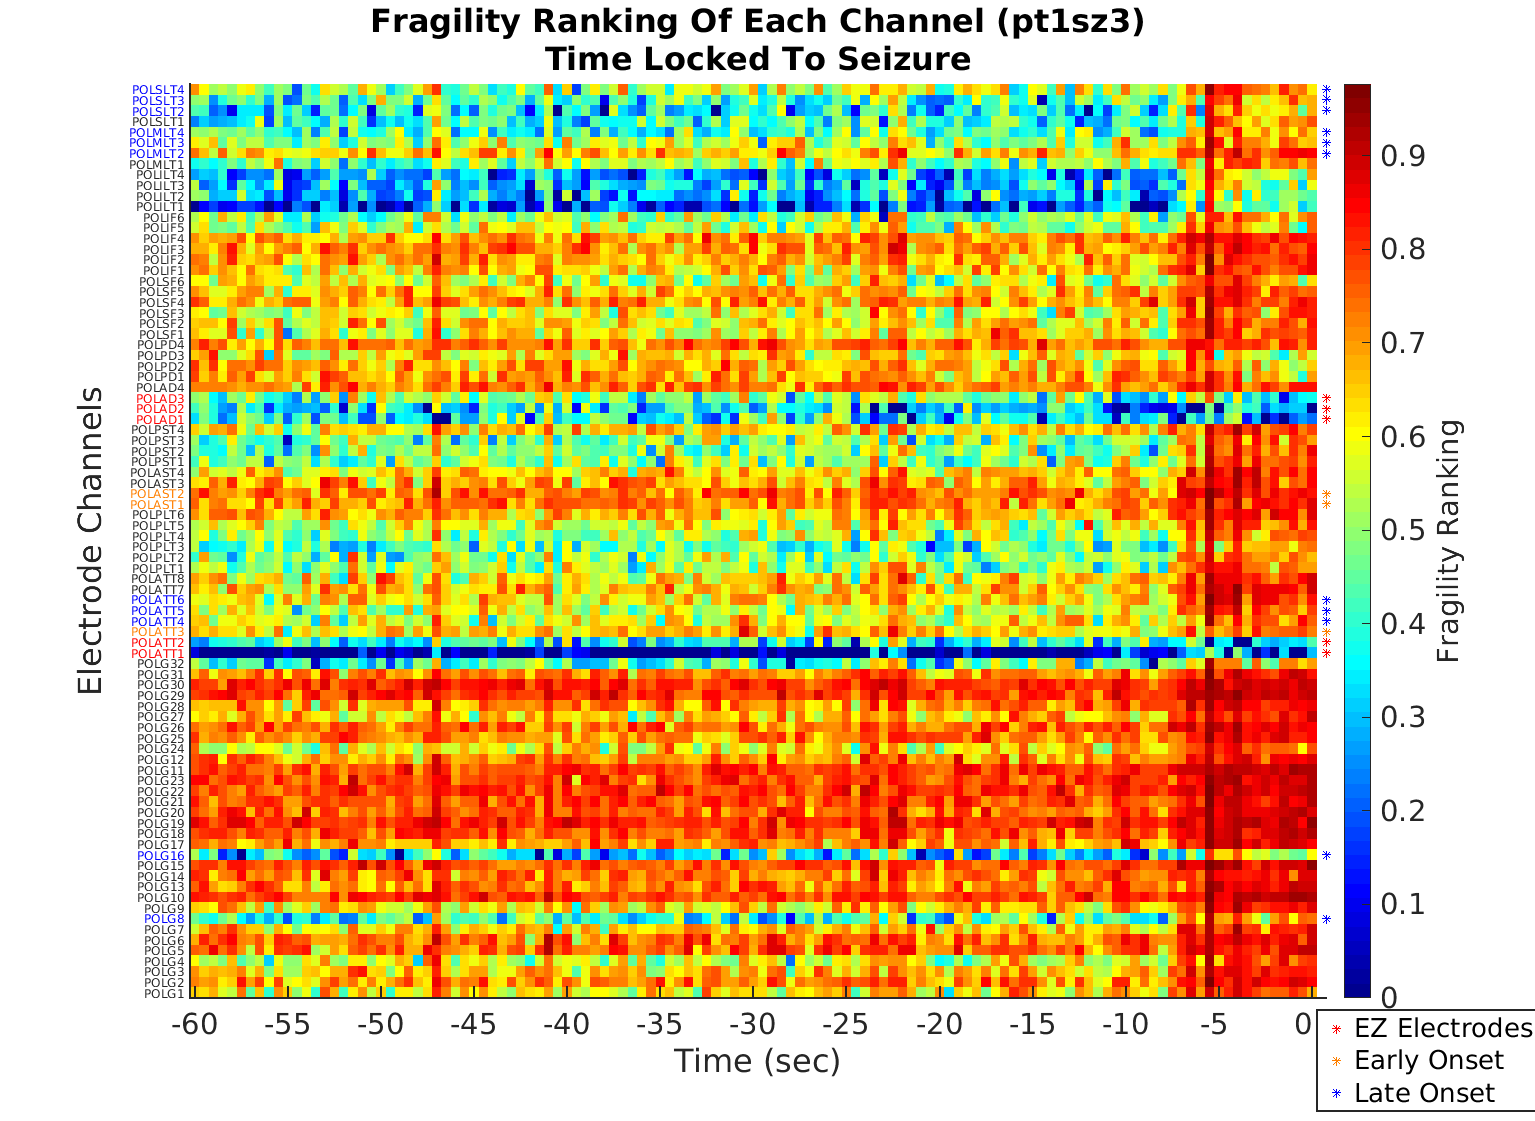 Fragility Ranking Of Each Channel (pt1sz3)
Time Locked To Seizure
Electrode Channels
POLSLT4
POLSLT3
POLSLT2
POLSLT1
POLMLT4
POLMLT3
POLMLT2
POLMLT1
POLILT4
POLILT3
POLILT2
POLILT1
POLIF6
POLIF5
POLIF4
POLIF3
POLIF2
POLIF1
POLSF6
POLSF5
POLSF4
POLSF3
POLSF2
POLSF1
POLPD4
POLPD3
POLPD2
POLPD1
POLAD4
POLAD3
POLAD2
POLAD1
POLPST4
POLPST3
POLPST2
POLPST1
POLAST4
POLAST3
POLAST2
POLAST1
POLPLT6
POLPLT5
POLPLT4
POLPLT3
POLPLT2
POLPLT1
POLATT8
POLATT7
POLATT6
POLATT5
POLATT4
POLATT3
POLATT2
POLATT1
POLG32
POLG31
POLG30
POLG29
POLG28
POLG27
POLG26
POLG25
POLG24
POLG12
POLG11
POLG23
POLG22
POLG21
POLG20
POLG19
POLG18
POLG17
POLG16
POLG15
POLG14
POLG13
POLG10
POLG9
POLG8
POLG7
POLG6
POLG5
POLG4
POLG3
POLG2
POLG1
-60 -55 -50 -45 -40 -35 -30 -25 -20 -15 -10 -5 0
Time (sec)
0.9
0.8
0.7
0.6
0.5
0.4
0.3
0.2
0.1
0
Fragility Ranking
EZ Electrodes
Early Onset
Late Onset